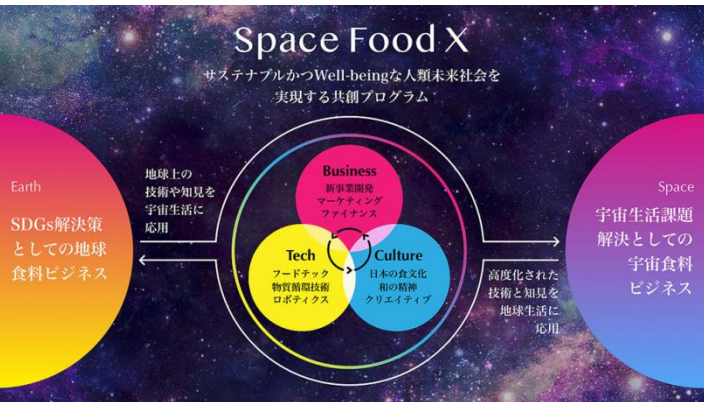 Space Food X
サステナブルかつWell-beingな人類未来社会を
実現する共創プログラム
Earth
SDGs解決策
としての地球
食料ビジネス
地球上の
技術や知見を
宇宙生活に
応用
Business
新事業開発
マーケティング
ファイナンス
Tech
フードテック
物質循環技術
ロボティクス
Culture
日本の食文化
和の精神
クリエイティブ
高度化された
技術と知見を
地球生活に
応用
Space
宇宙生活課題
解決としての
宇宙食料
ビジネス